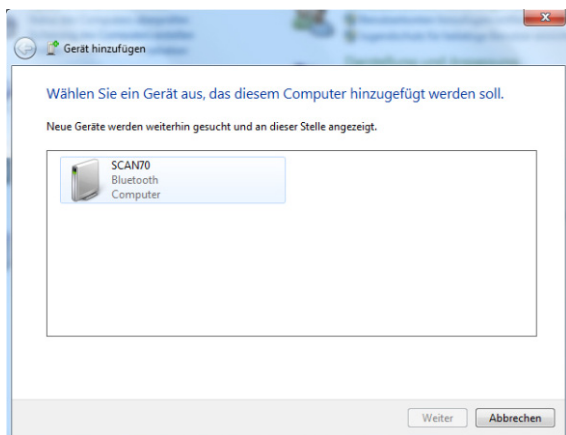 Gerät hinzufügen
Wählen Sie ein Gerät aus, das diesem Computer hinzugefügt werden soll.
Neue Geräte werden weiterhin gesucht und an dieser Stelle angezeigt.
SCAN70
Bluetooth
Computer
Weiter
Abbrechen